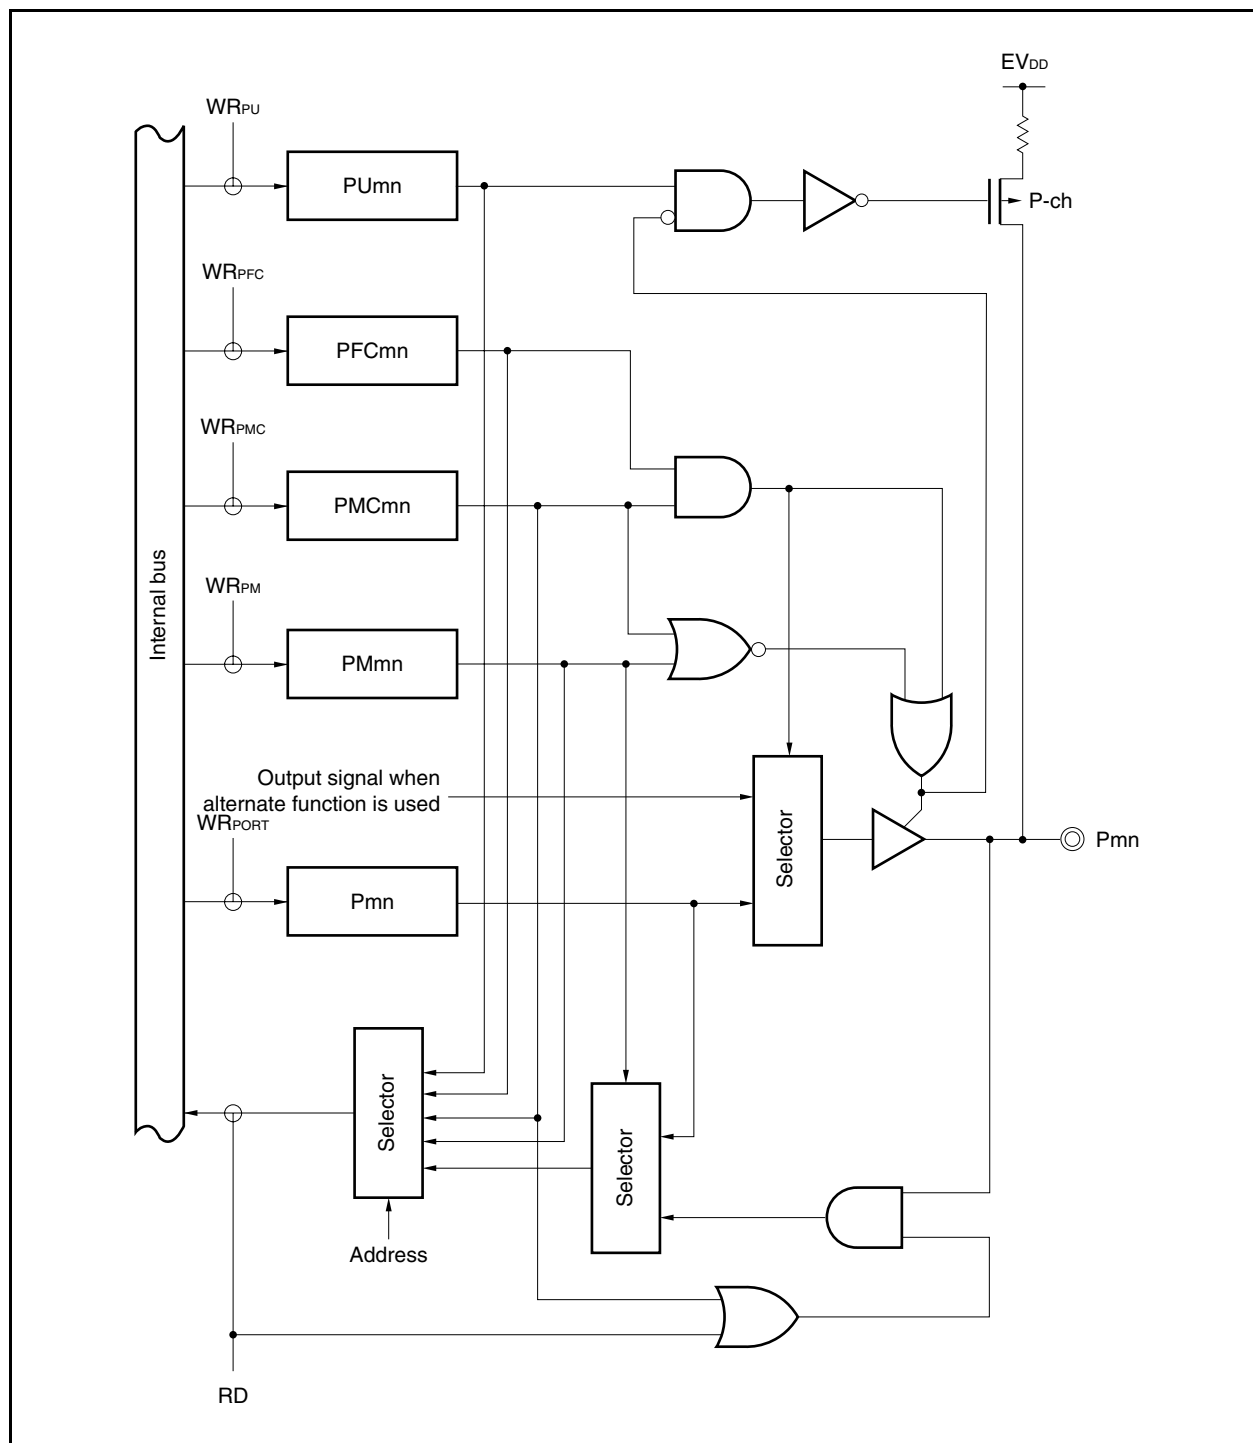 EVDD
WRPU
PUmn
P-ch
WRPFC
PFCmn
WRPMC
PMCmn
Internal bus
WRPM
PMmn
Output signal when
alternate function is used
WRPORT
Selector
Pmn
Pmn
Selector
Selector
Address
RD